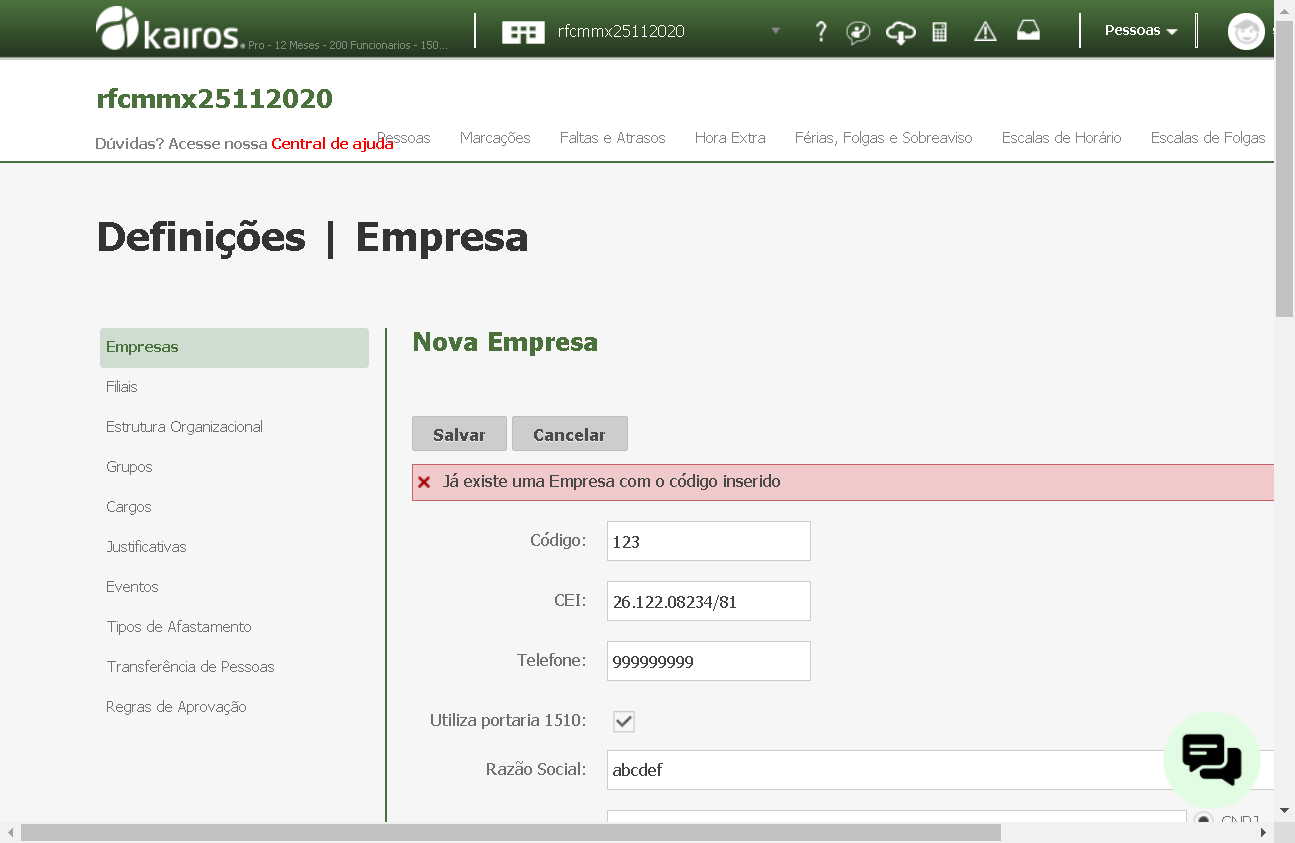 kairos. Pro - 12 Meses - 200 Funcionarios - 150... rfcmmx25112020 ? Pessoas
rfcmmx25112020
Dúvidas? Acesse nossa Central de ajuda
Pessoas Marcações Faltas e Atrasos Hora Extra Férias, Folgas e Sobreaviso Escalas de Horário Escalas de Folgas
Definições | Empresa
Empresas
Filiais
Estrutura Organizacional
Grupos
Cargos
Justificativas
Eventos
Tipos de Afastamento
Transferência de Pessoas
Regras de Aprovação
Nova Empresa
Salvar Cancelar
Já existe uma Empresa com o código inserido
Código: 123
CEI: 26.122.08234/81
Telefone: 999999999
Utiliza portaria 1510:
Razão Social: abcdef
CNPJ